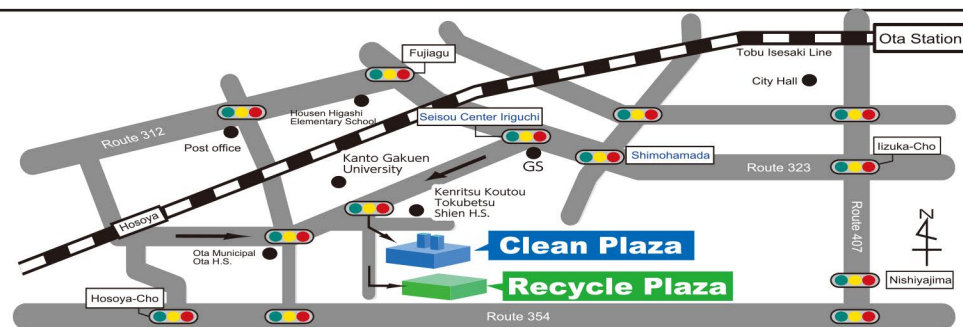 Ota Station
Tobu Isesaki Line
Fujiagu
City Hall
Housen Higashi
Elementary School
Seisou Center Iriguchi
Route 312
Post office
Iizuka-Cho
Kanto Gakuen
University
GS
Shimohamada
Route 323
Kenritsu Koutou
Tokubetsu
Shien H.S.
Hosoya
Route 407
N
Ota Municipal
Ota H.S.
Clean Plaza
Recycle Plaza
Nishiyajima
Hosoya-Cho
Route 354